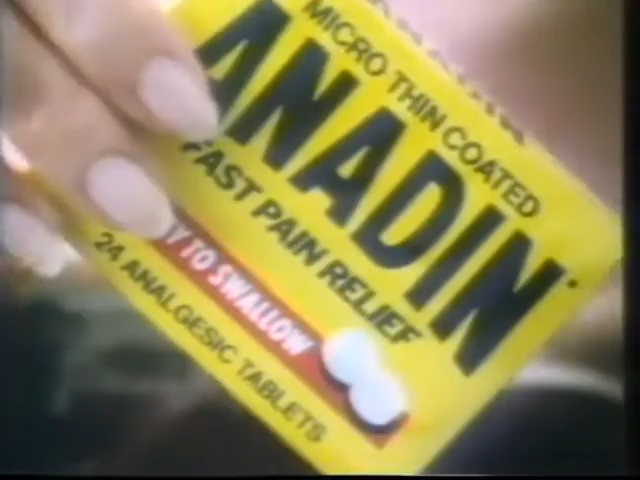 MICRO THIN COATED
ANADIN
FAST PAIN RELIEF
TO SWALLOW
24 ANALGESIC TABLETS